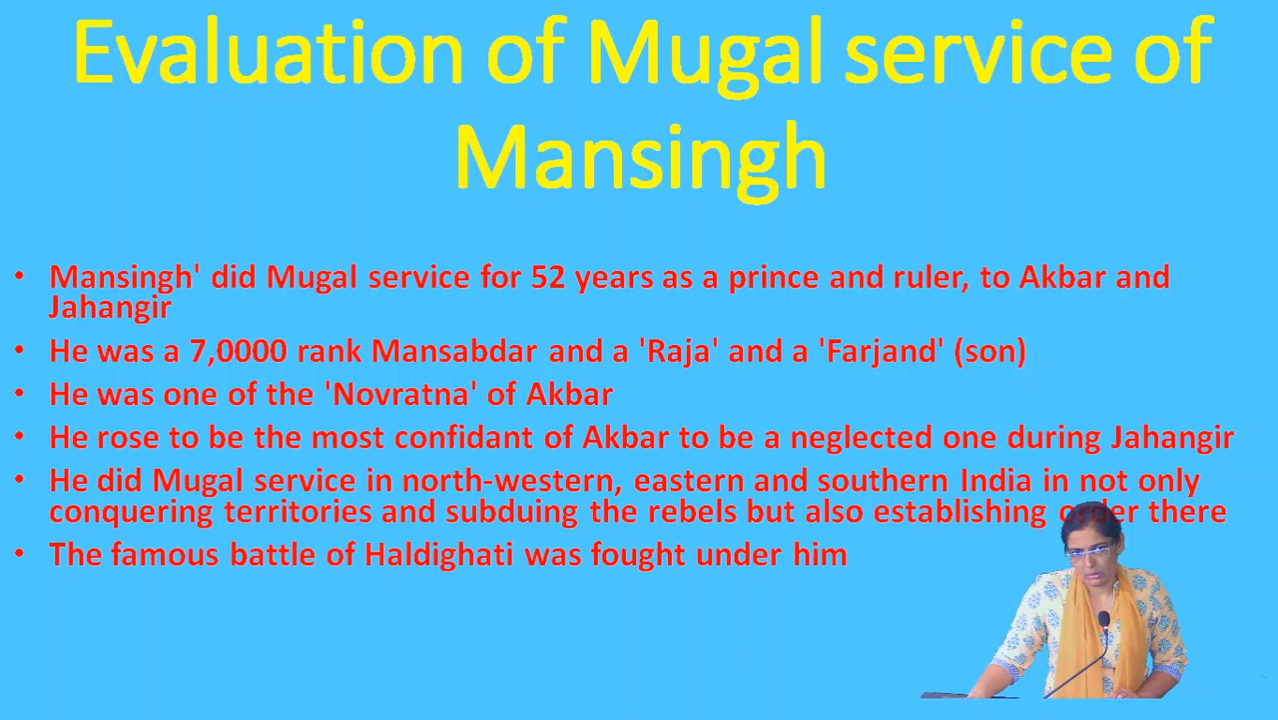 Evaluation of Mugal service of
Mansingh
• Mansingh' did Mugal service for 52 years as a prince and ruler, to Akbar and
Jahangir
• He was a 7,0000 rank Mansabdar and a 'Raja' and a 'Farjand' (son)
• He was one of the 'Novratna' of Akbar
• He rose to be the most confidant of Akbar to be a neglected one during Jahangir
• He did Mugal service in north-western, eastern and southern India in not only
conquering territories and subduing the rebels but also establishing order there
• The famous battle of Haldighati was fought under him